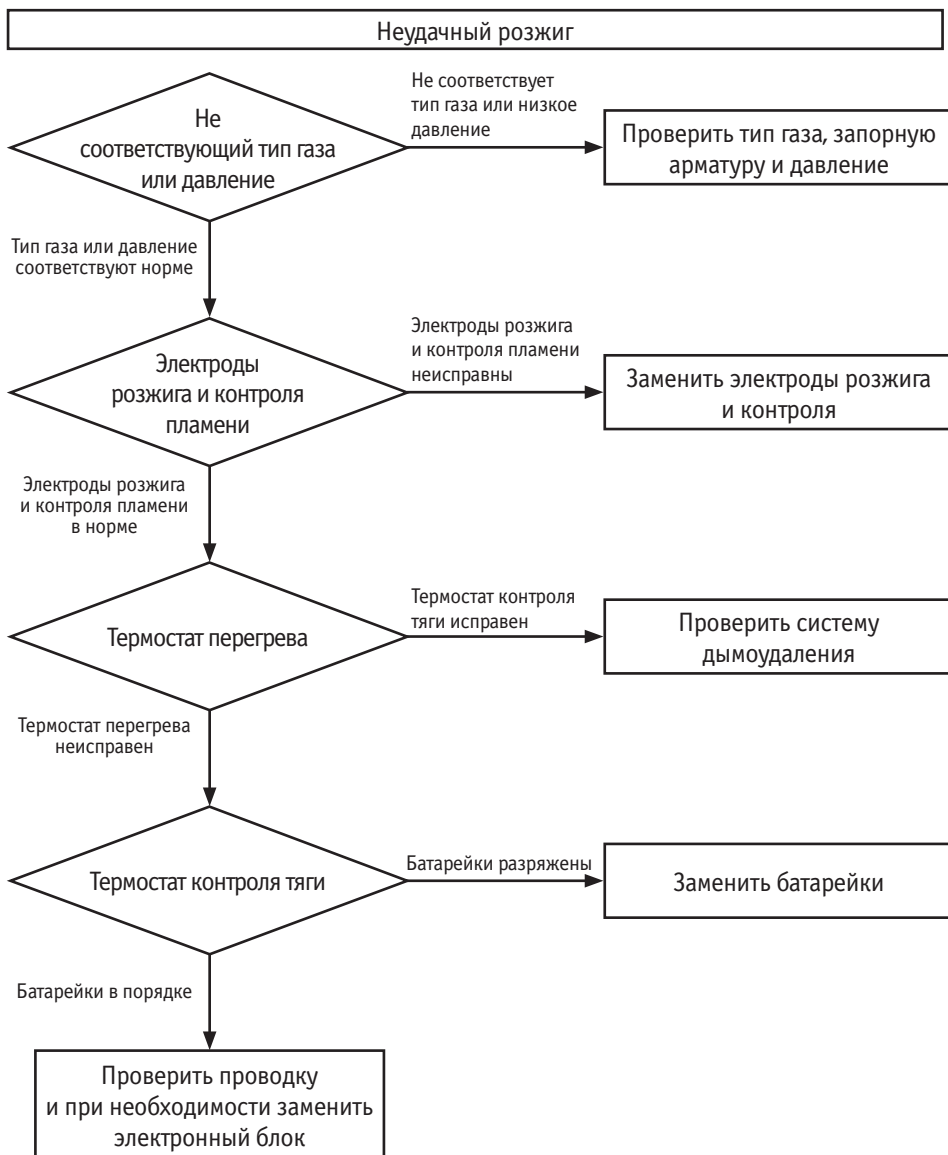 Неудачный розжиг
Не
соответствующий тип газа
или давление
Не соответствует
тип газа или низкое
давление
Проверить тип газа, запорную
арматуру и давление
Тип газа или давление
соответствуют норме
Электроды
розжига и контроля
пламени
Электроды розжига
и контроля пламени
неисправны
Заменить электроды розжига
и контроля
Электроды розжига
и контроля пламени
в норме
Термостат перегрева
Термостат контроля
тяги исправен
Проверить систему
дымоудаления
Термостат перегрева
неисправен
Термостат контроля тяги
Батарейки разряжены
Заменить батарейки
Батарейки в порядке
Проверить проводку
и при необходимости заменить
электронный блок